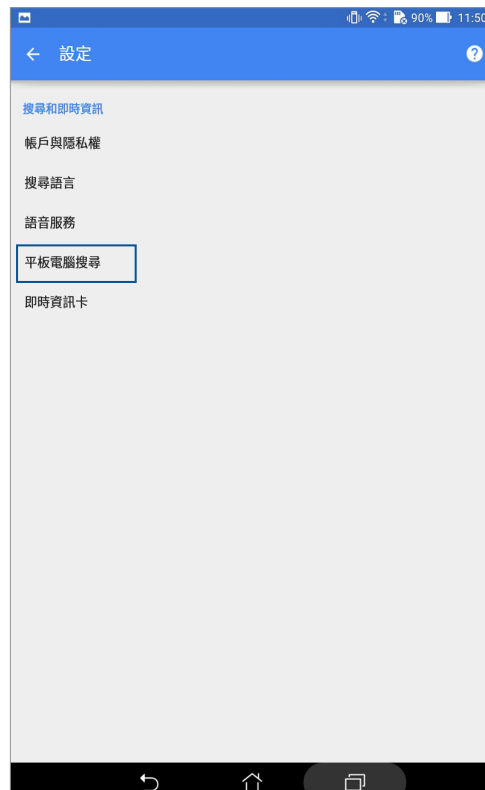 90% 11:50
設定
搜尋和即時資訊
帳戶與隱私權
搜尋語言
語音服務
平板電腦搜尋
即時資訊卡